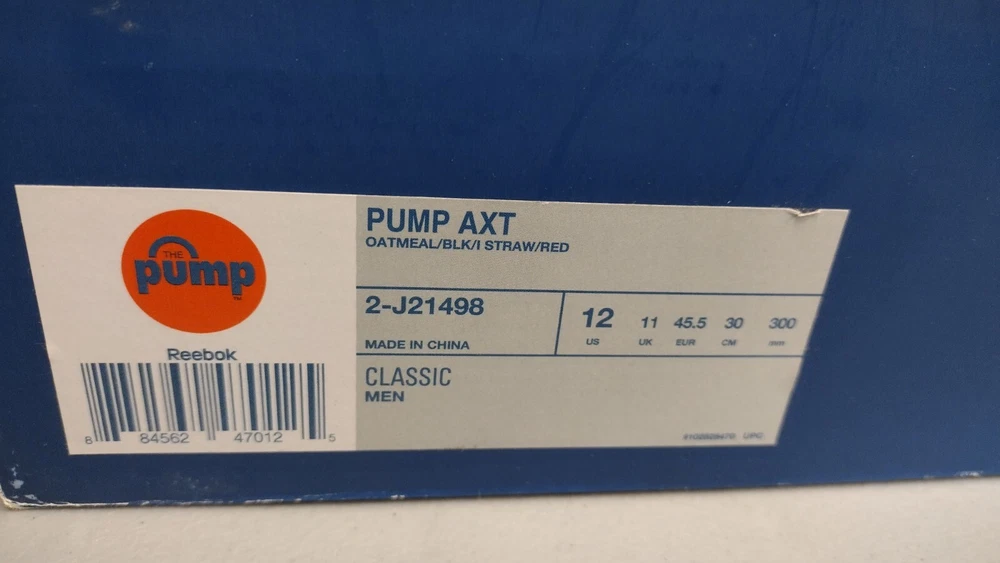 THE
pump
TM
Reebok
8 84562 47012 5
PUMP AXT
OATMEAL/BLK/I STRAW/RED
2-J21498
MADE IN CHINA
12 11 45.5 30 300
US UK EUR CM mm
CLASSIC
MEN
UPC